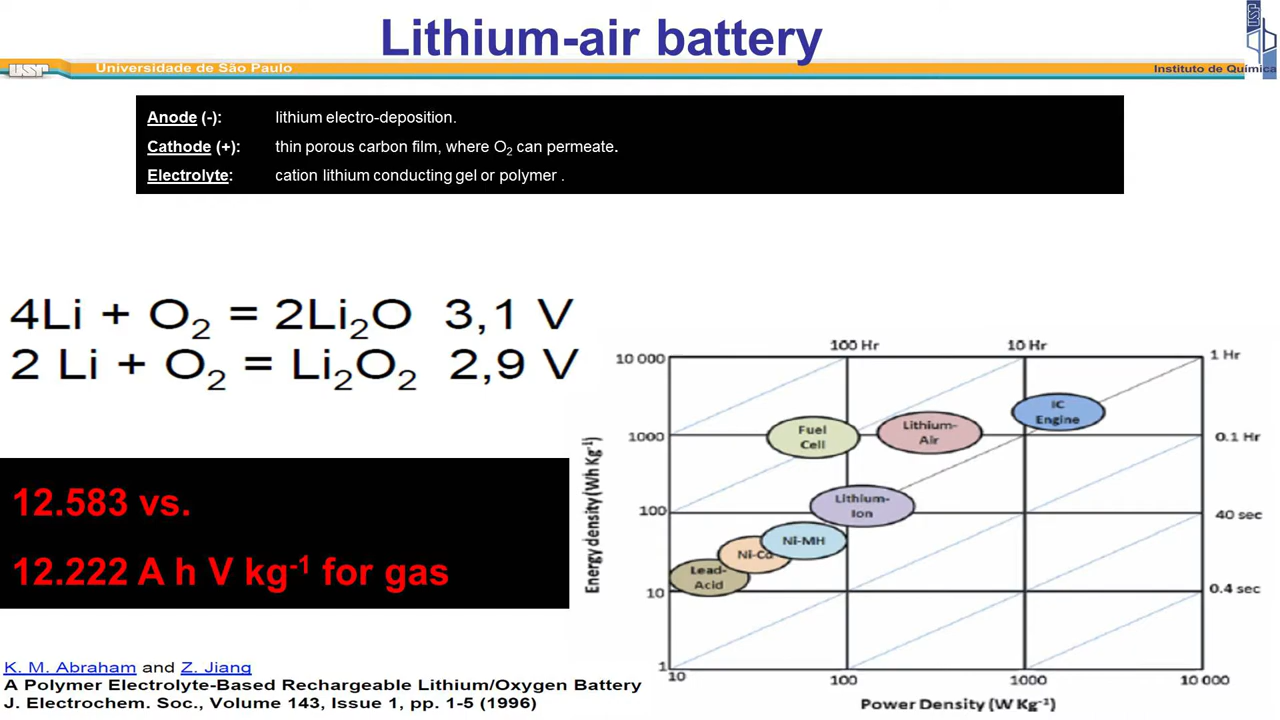 Lithium-air battery
USP Universidade de São Paulo
Instituto de Química
USP
Anode (-): lithium electro-deposition.
Cathode (+): thin porous carbon film, where O₂ can permeate.
Electrolyte: cation lithium conducting gel or polymer .
4Li + O₂ = 2Li₂O 3,1 V
2 Li + O₂ = Li₂O₂ 2,9 V
12.583 vs.
12.222 A h V kg⁻¹ for gas
100 Hr 10 Hr
1 Hr
0.1 Hr
40 sec
0.4 sec
10 000
1000
100
10
1
Energy density(Wh Kg⁻¹)
Fuel
Cell
Lithium-
Air
IC
Engine
Lithium-
Ion
Ni-MH
Ni-Cd
Lead-
Acid
10 100 1000 10 000
Power Density (W Kg⁻¹)
K. M. Abraham and Z. Jiang
A Polymer Electrolyte-Based Rechargeable Lithium/Oxygen Battery
J. Electrochem. Soc., Volume 143, Issue 1, pp. 1-5 (1996)